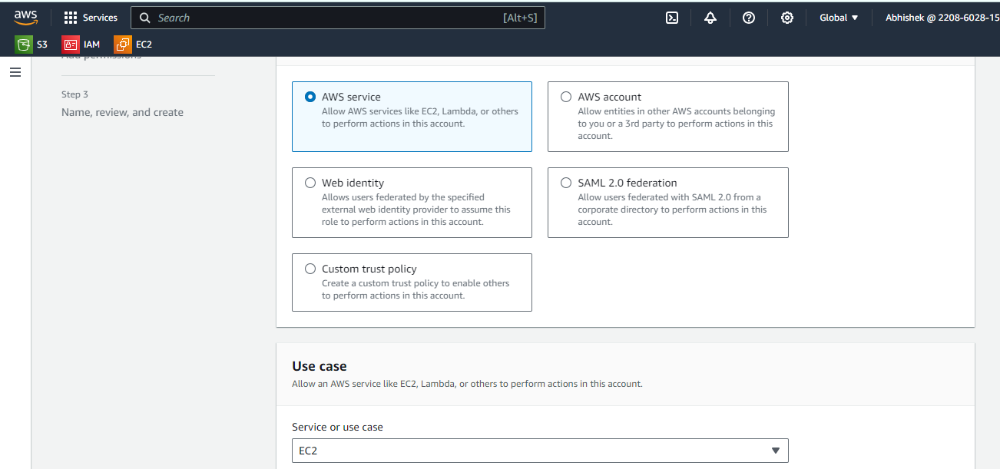 aws
Services
Search
[Alt+S]
Global
Abhishek @ 2208-6028-15
S3
IAM
EC2
Add permissions
Step 3
Name, review, and create
AWS service
Allow AWS services like EC2, Lambda, or others
to perform actions in this account.
AWS account
Allow entities in other AWS accounts belonging
to you or a 3rd party to perform actions in this
account.
Web identity
Allows users federated by the specified
external web identity provider to assume this
role to perform actions in this account.
SAML 2.0 federation
Allow users federated with SAML 2.0 from a
corporate directory to perform actions in this
account.
Custom trust policy
Create a custom trust policy to enable others
to perform actions in this account.
Use case
Allow an AWS service like EC2, Lambda, or others to perform actions in this account.
Service or use case
EC2